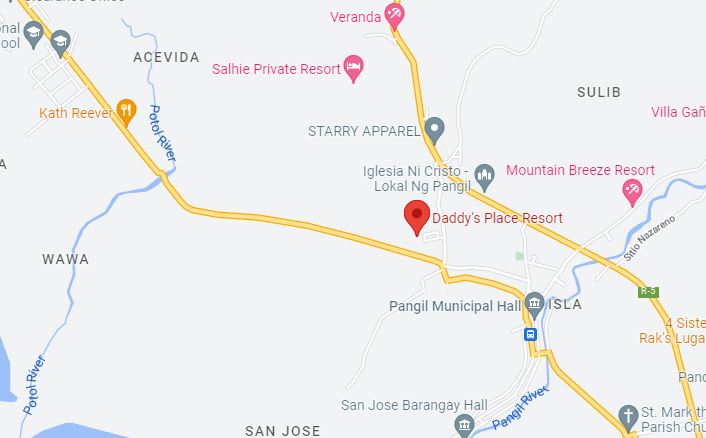 Veranda
onal
ool
ACEVIDA
Salhie Private Resort
SULIB
Kath Reever
Potol River
Villa Gañ
STARRY APPAREL
Iglesia Ni Cristo -
Lokal Ng Pangil
Mountain Breeze Resort
Daddy's Place Resort
Sitio Nazareno
WAWA
R-5
Pangil Municipal Hall
ISLA
4 Siste
Rak's Luga
Potol River
Pand
Pangil River
San Jose Barangay Hall
St. Mark th
Parish Chu
SAN JOSE